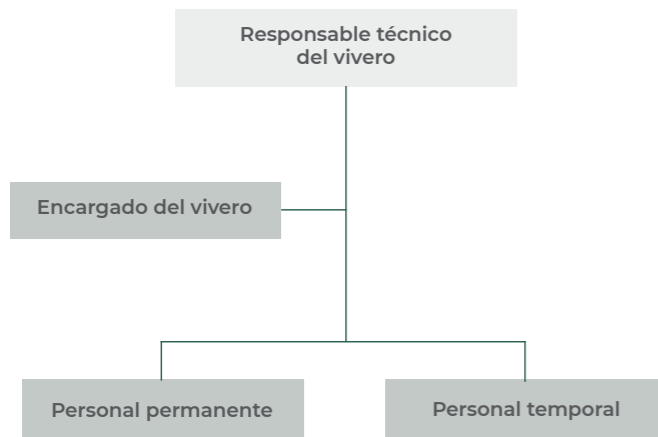 Responsable técnico
del vivero
Encargado del vivero
Personal permanente
Personal temporal